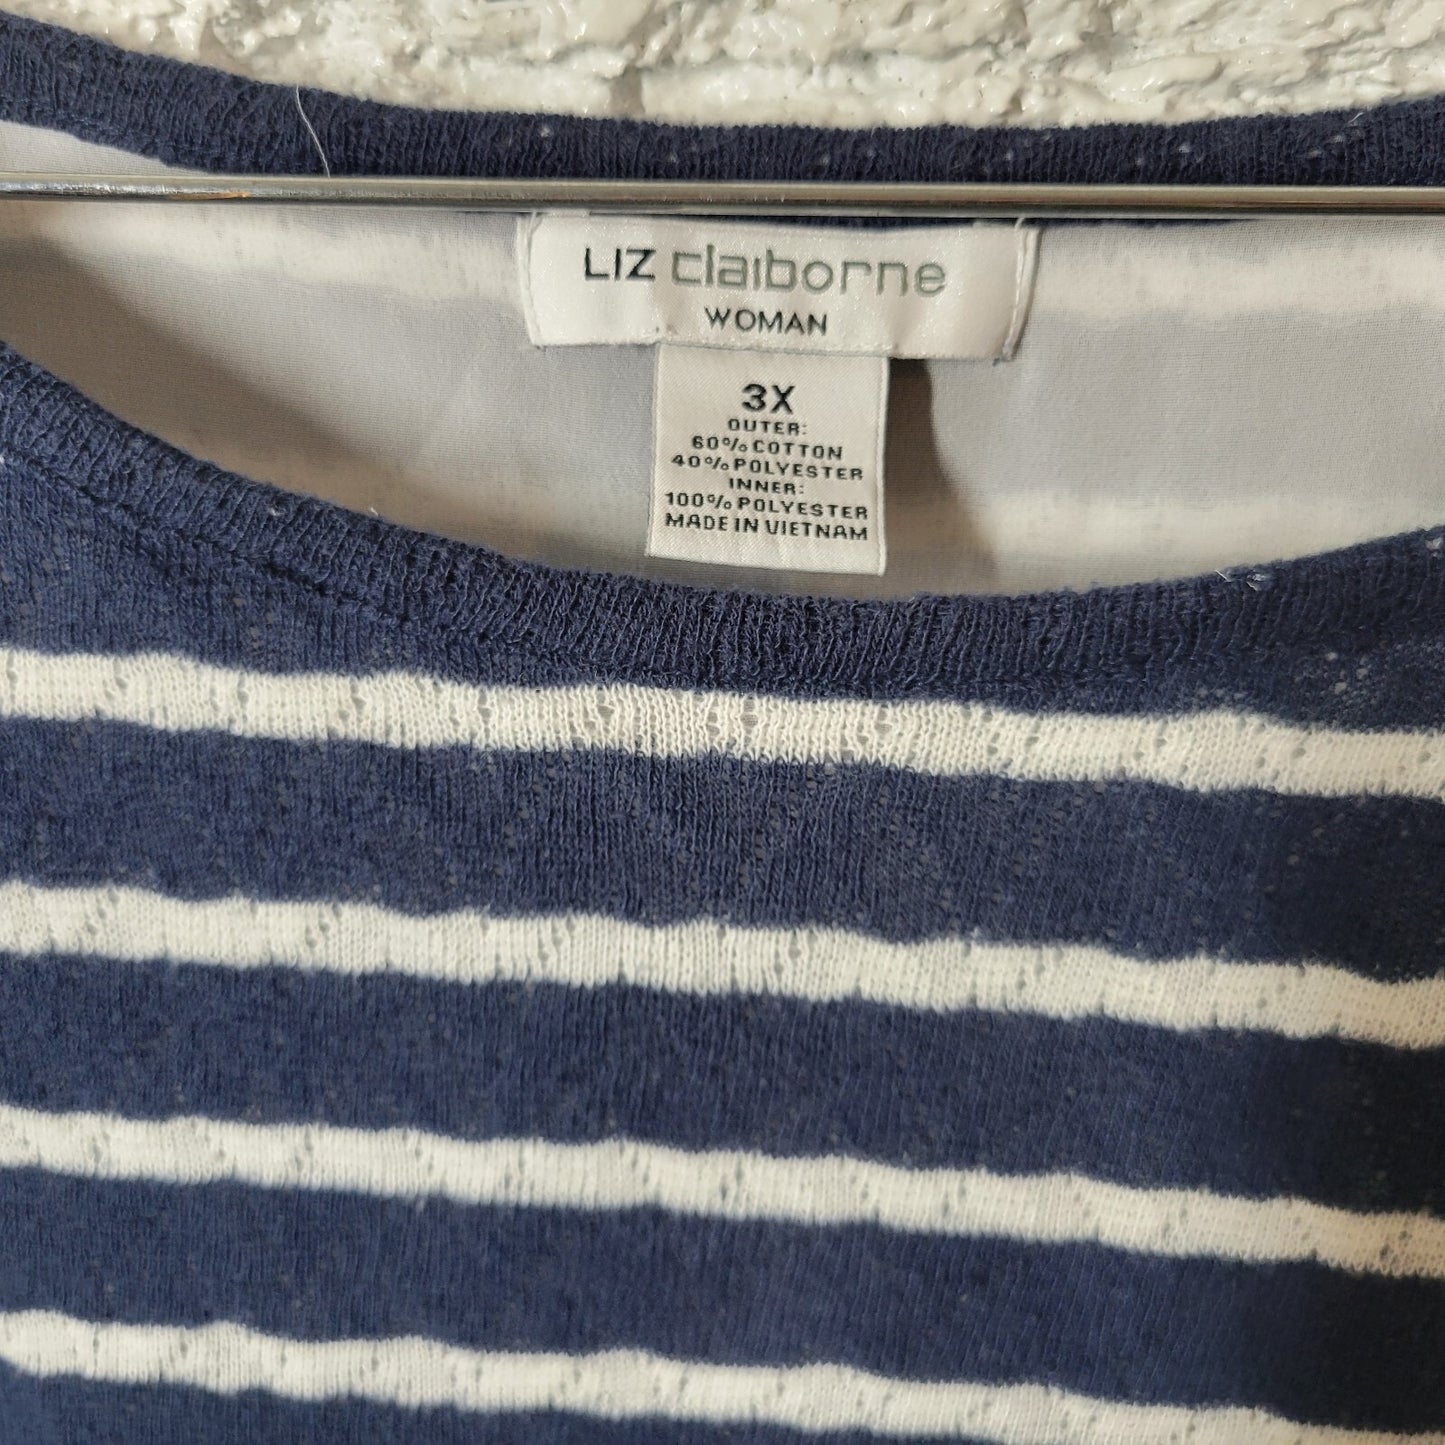 LIZ claiborne
WOMAN
3X
OUTER:
60% COTTON
40% POLYESTER
INNER:
100% POLYESTER
MADE IN VIETNAM